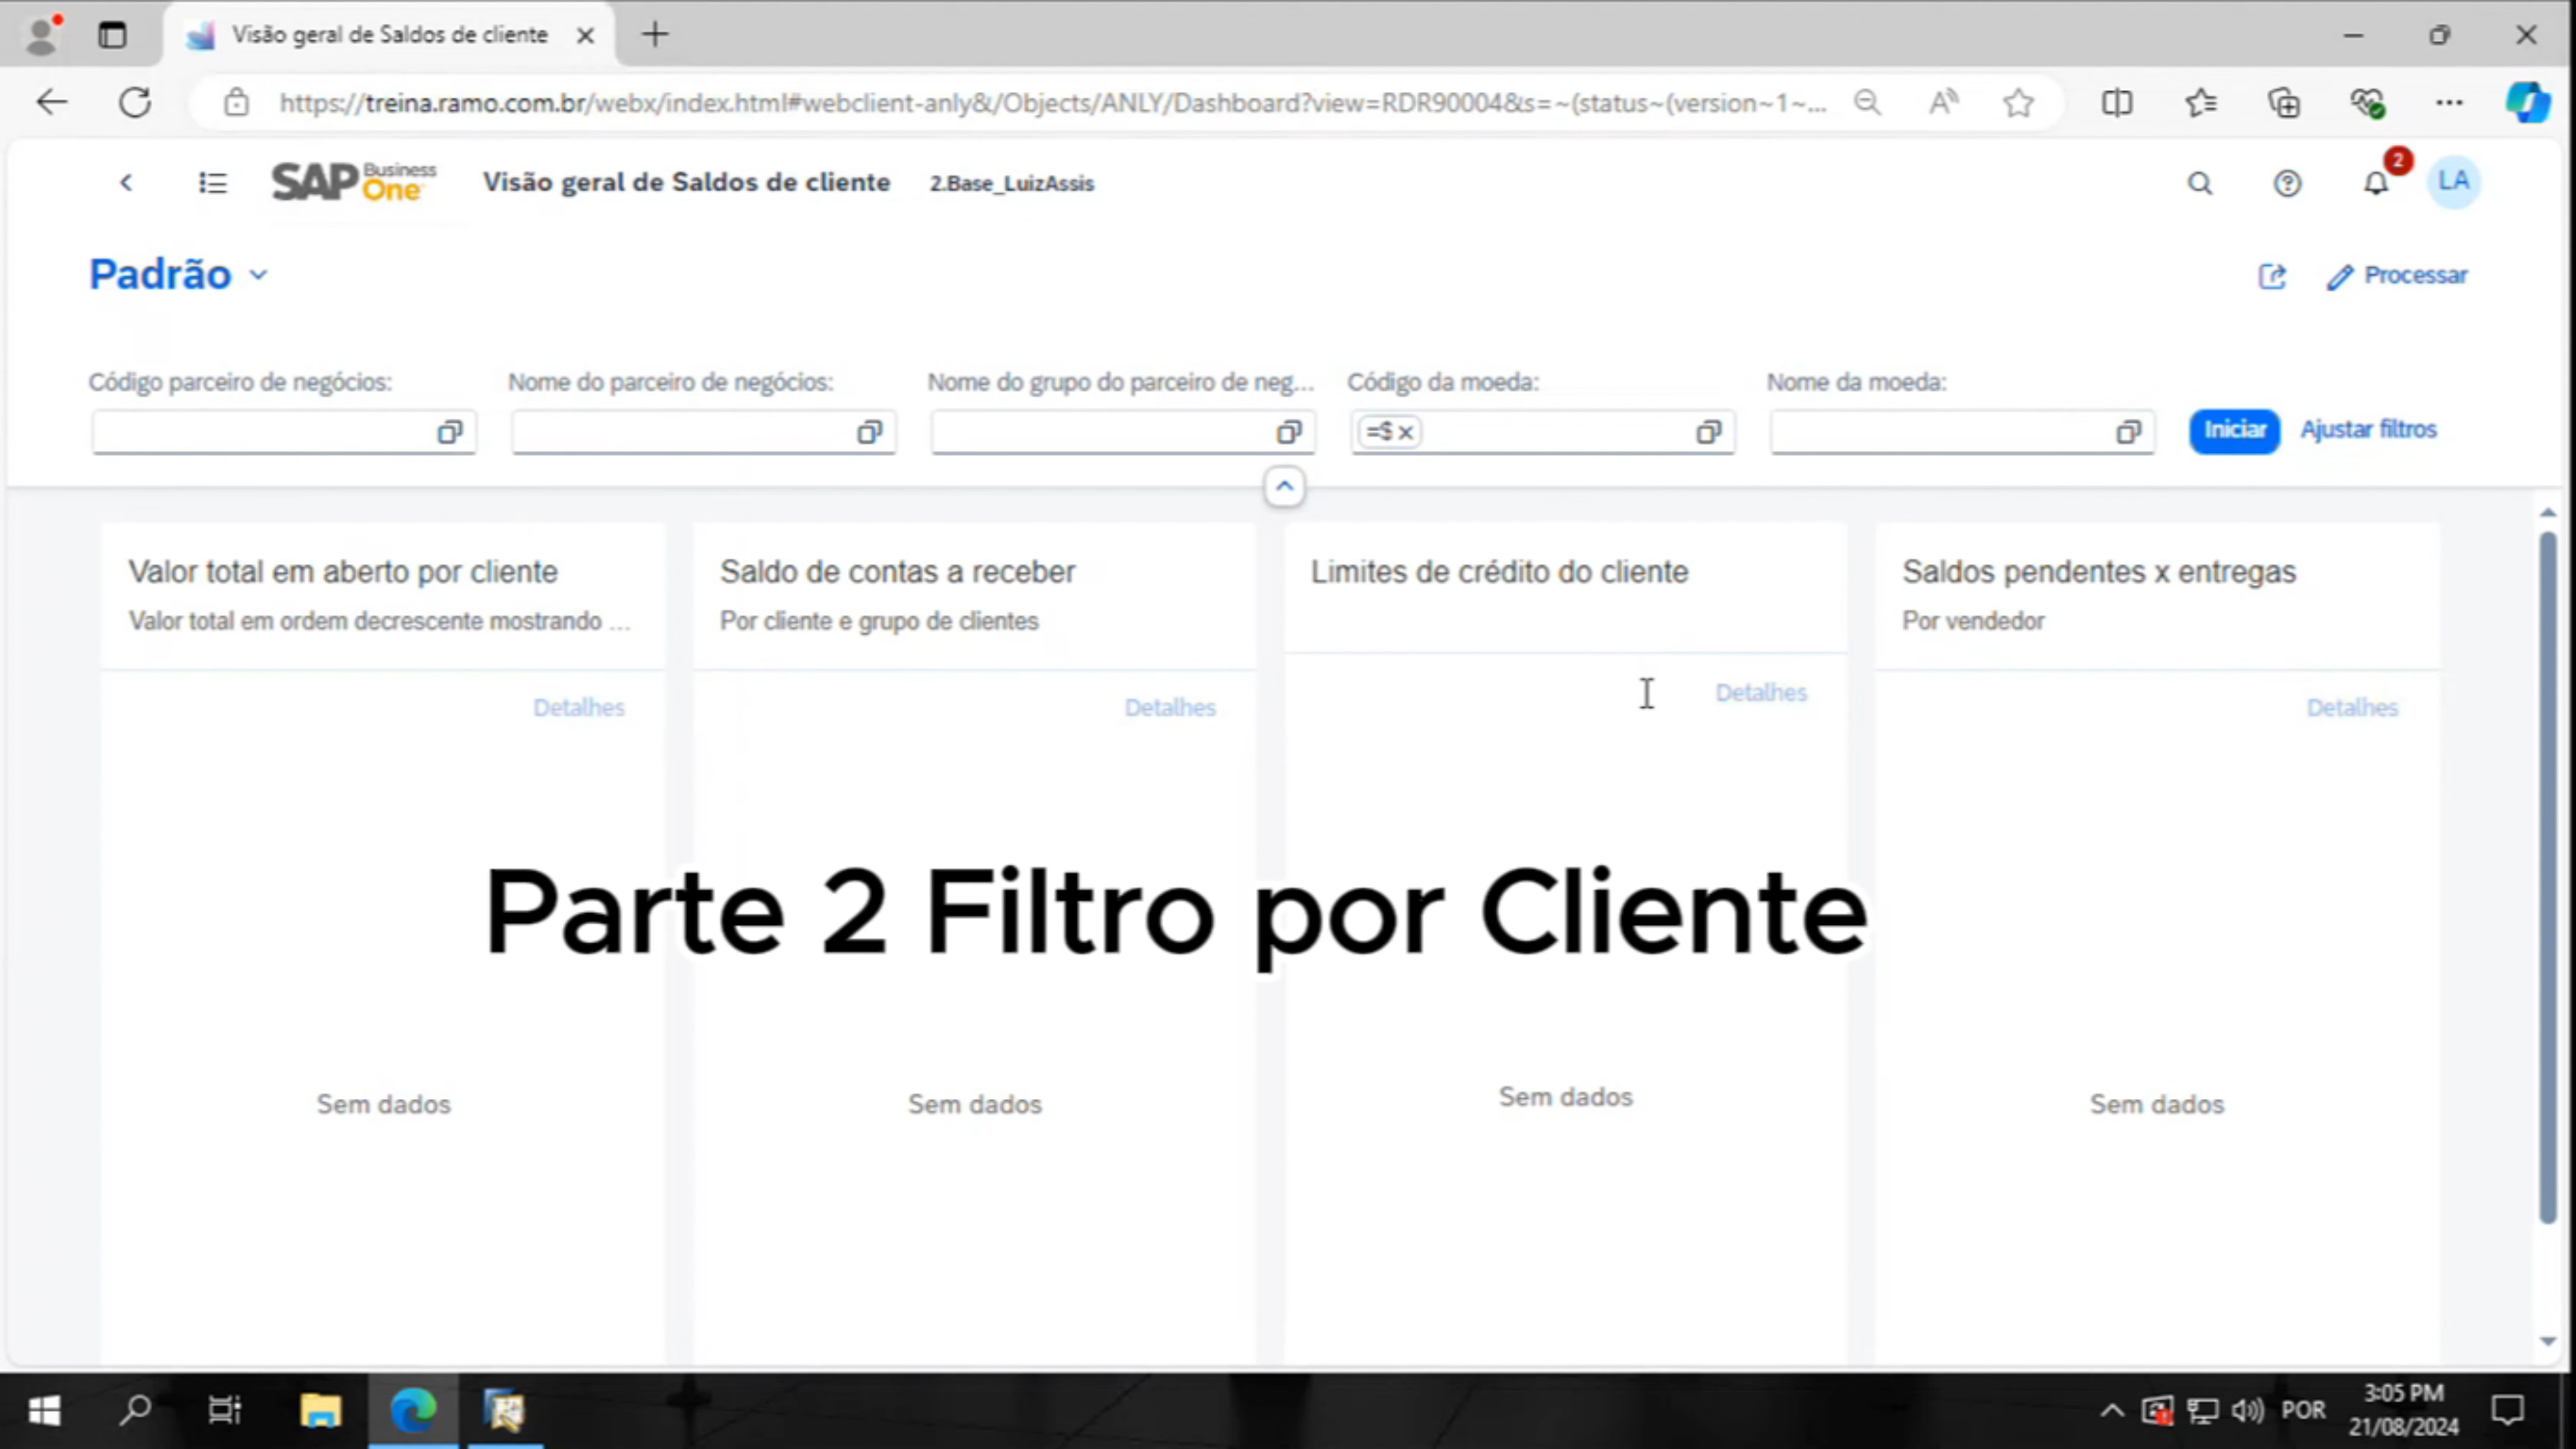 Visão geral de Saldos de cliente
https://treina.ramo.com.br/webx/index.html#webclient-anly&/Objects/ANLY/Dashboard?view=RDR90004&s=~(status~(version~1~...
SAP Business One
Visão geral de Saldos de cliente
2.Base_LuizAssis
2
LA
Padrão
Processar
Código parceiro de negócios:
Nome do parceiro de negócios:
Nome do grupo do parceiro de neg...
Código da moeda:
Nome da moeda:
=$
Iniciar
Ajustar filtros
Valor total em aberto por cliente
Valor total em ordem decrescente mostrando ...
Detalhes
Sem dados
Saldo de contas a receber
Por cliente e grupo de clientes
Detalhes
Sem dados
Limites de crédito do cliente
Detalhes
Sem dados
Saldos pendentes x entregas
Por vendedor
Detalhes
Sem dados
Parte 2 Filtro por Cliente
POR
3:05 PM
21/08/2024